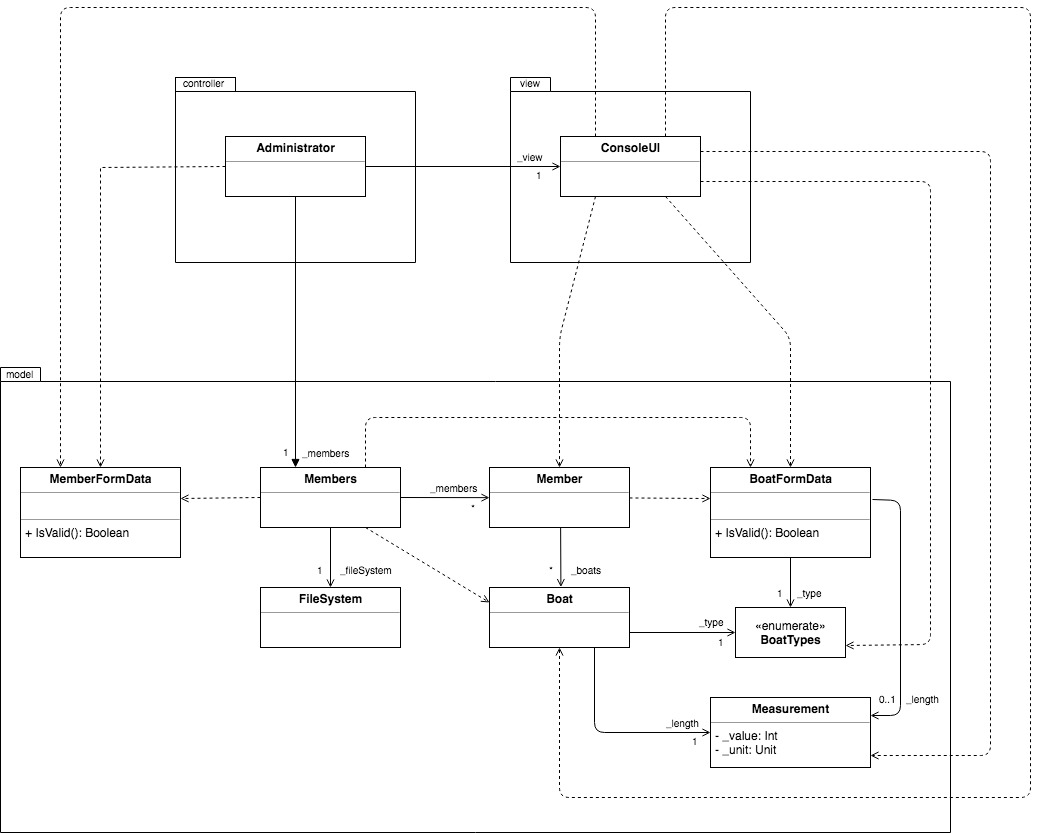 controller
view
Administrator
_view
1
ConsoleUI
model
1
_members
MemberFormData
+ IsValid(): Boolean
Members
_members
*
Member
BoatFormData
+ IsValid(): Boolean
1
_fileSystem
*
_boats
1
_type
FileSystem
Boat
_type
1
«enumerate»
BoatTypes
0..1
_length
_length
1
Measurement
- _value: Int
- _unit: Unit